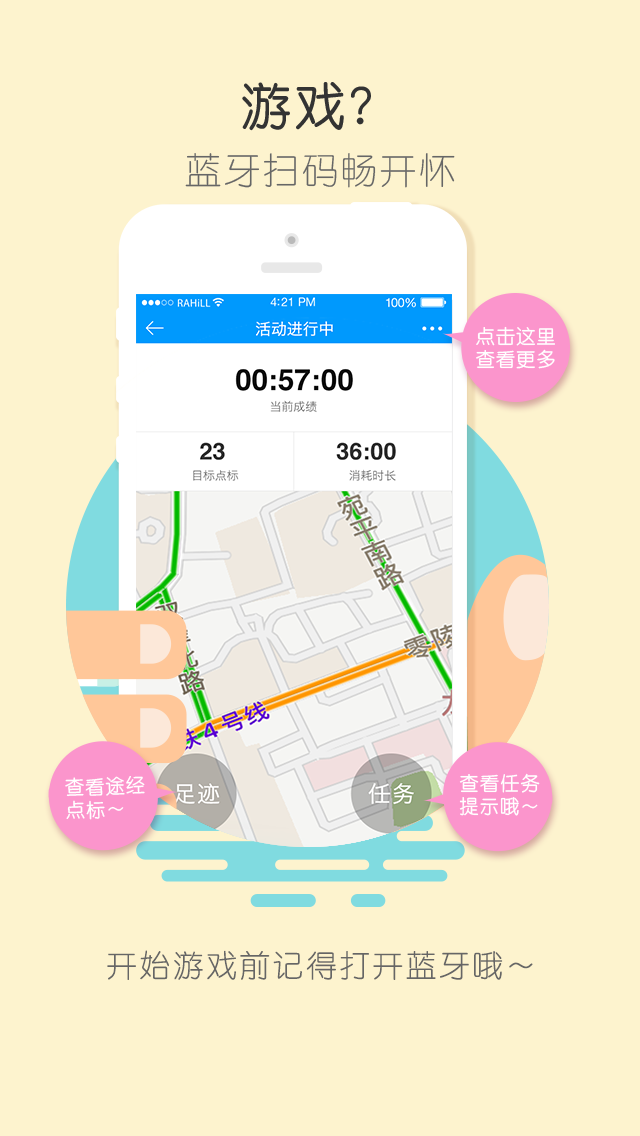 游戏?
蓝牙扫码畅开怀
RAHiLL
4:21 PM
100%
活动进行中
点击这里
查看更多
00:57:00
当前成绩
23
目标点标
36:00
消耗时长
宛平南路
零陵
北路
铁4号线
查看途经
点标～
足迹
任务
查看任务
提示哦～
开始游戏前记得打开蓝牙哦～